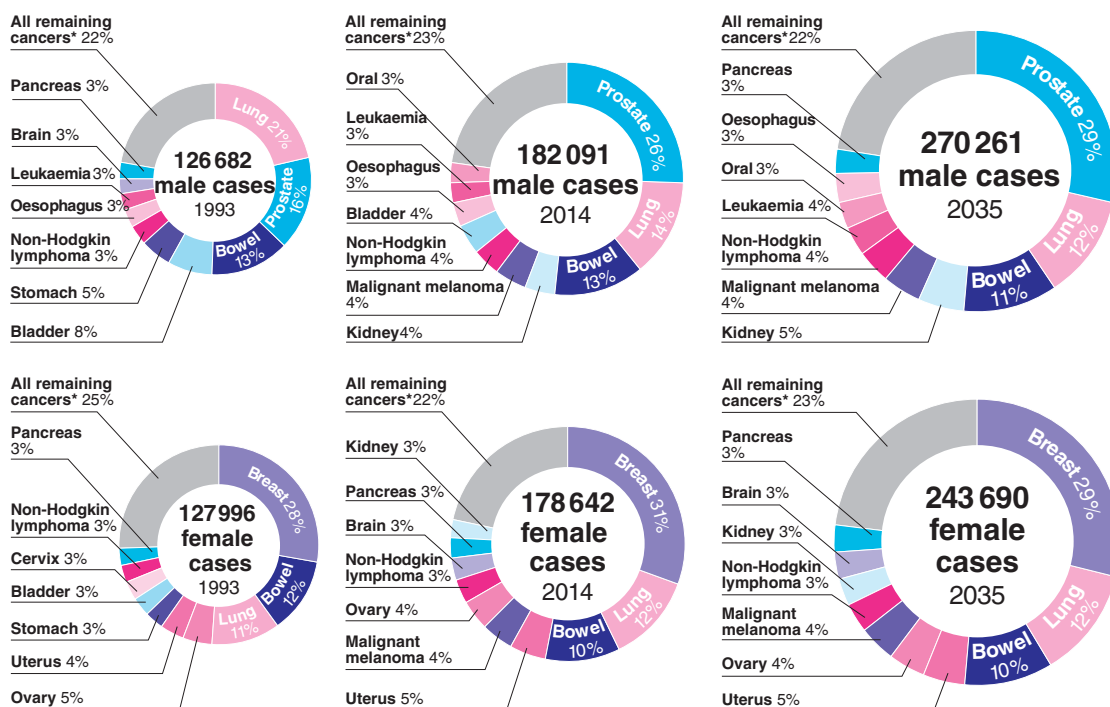 All remaining
cancers* 22%
Pancreas 3%
Brain 3%
Leukaemia 3%
Oesophagus 3%
Non-Hodgkin
lymphoma 3%
Stomach 5%
Bladder 8%
Lung 21%
Prostate
16%
Bowel
13%
126 682
male cases
1993
All remaining
cancers* 23%
Oral 3%
Leukaemia
3%
Oesophagus
3%
Bladder 4%
Non-Hodgkin
lymphoma 4%
Malignant melanoma
4%
Kidney 4%
Prostate 26%
Lung
14%
Bowel
13%
182 091
male cases
2014
All remaining
cancers* 22%
Pancreas
3%
Oesophagus
3%
Oral 3%
Leukaemia 4%
Non-Hodgkin
lymphoma 4%
Malignant melanoma
4%
Kidney 5%
Prostate 29%
Lung
12%
Bowel
11%
270 261
male cases
2035
All remaining
cancers* 25%
Pancreas
3%
Non-Hodgkin
lymphoma 3%
Cervix 3%
Bladder 3%
Stomach 3%
Uterus 4%
Ovary 5%
Breast 28%
Bowel
12%
Lung
11%
127 996
female
cases
1993
All remaining
cancers* 22%
Kidney 3%
Pancreas 3%
Brain 3%
Non-Hodgkin
lymphoma 3%
Ovary 4%
Malignant
melanoma 4%
Uterus 5%
Breast 31%
Lung
12%
Bowel
10%
178 642
female
cases
2014
All remaining
cancers* 23%
Pancreas
3%
Brain 3%
Kidney 3%
Non-Hodgkin
lymphoma 3%
Malignant
melanoma 4%
Ovary 4%
Uterus 5%
Breast 29%
Lung
12%
Bowel
10%
243 690
female
cases
2035